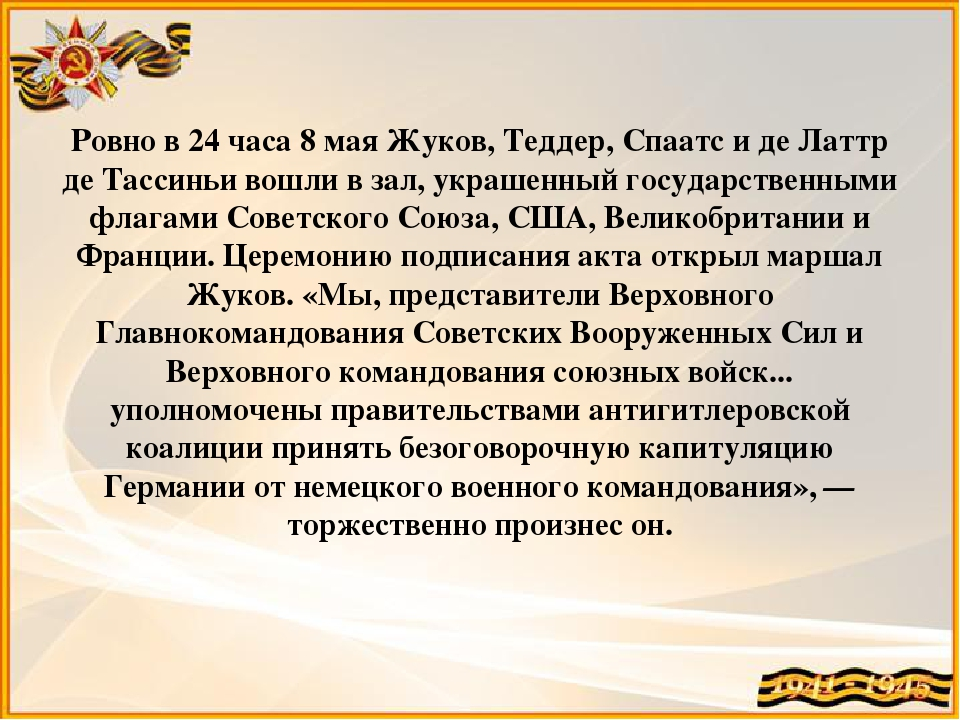 Ровно в 24 часа 8 мая Жуков, Теддер, Спаатс и де Латтр
де Тассиньи вошли в зал, украшенный государственными
флагами Советского Союза, США, Великобритании и
Франции. Церемонию подписания акта открыл маршал
Жуков. «Мы, представители Верховного
Главнокомандования Советских Вооруженных Сил и
Верховного командования союзных войск...
уполномочены правительствами антигитлеровской
коалиции принять безоговорочную капитуляцию
Германии от немецкого военного командования», —
торжественно произнес он.
1941 - 1945